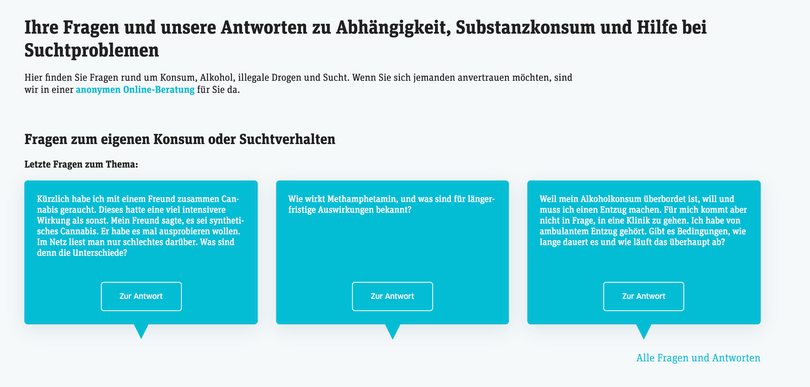 Ihre Fragen und unsere Antworten zu Abhängigkeit, Substanzkonsum und Hilfe bei
Suchtproblemen
Hier finden Sie Fragen rund um Konsum, Alkohol, illegale Drogen und Sucht. Wenn Sie sich jemanden anvertrauen möchten, sind
wir in einer anonymen Online-Beratung für Sie da.
Fragen zum eigenen Konsum oder Suchtverhalten
Letzte Fragen zum Thema:
Kürzlich habe ich mit einem Freund zusammen Can-
nabis geraucht. Dieses hatte eine viel intensivere
Wirkung als sonst. Mein Freund sagte, es sei syntheti-
sches Cannabis. Er habe es mal ausprobieren wollen.
Im Netz liest man nur schlechtes darüber. Was sind
denn die Unterschiede?
Zur Antwort
Wie wirkt Methamphetamin, und was sind für länger-
fristige Auswirkungen bekannt?
Zur Antwort
Weil mein Alkoholkonsum überbordet ist, will und
muss ich einen Entzug machen. Für mich kommt aber
nicht in Frage, in eine Klinik zu gehen. Ich habe von
ambulantem Entzug gehört. Gibt es Bedingungen, wie
lange dauert es und wie läuft das überhaupt ab?
Zur Antwort
Alle Fragen und Antworten